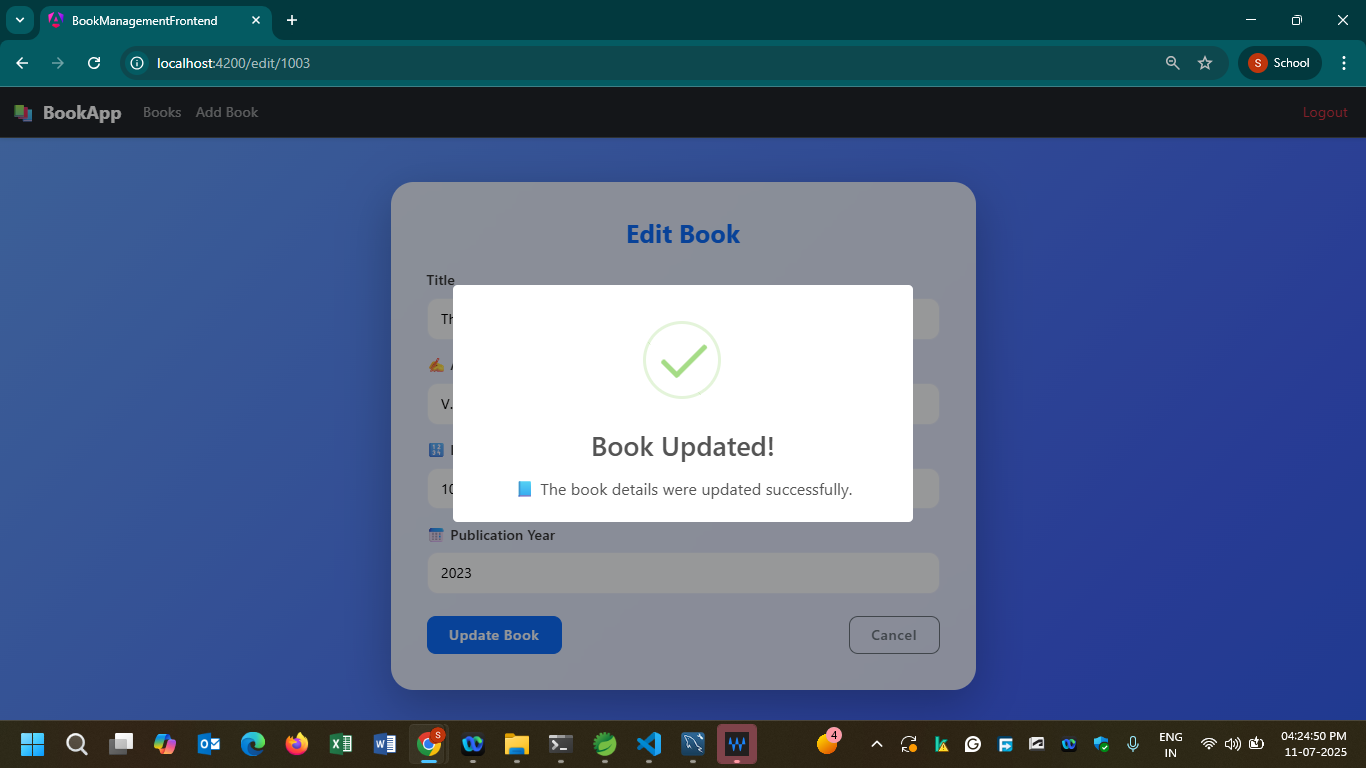 BookManagementFrontend
localhost:4200/edit/1003
S School
BookApp Books Add Book Logout
Edit Book
Title
Th
V.
10
Book Updated!
The book details were updated successfully.
Publication Year
2023
Update Book Cancel
S
4
ENG
IN
04:24:50 PM
11-07-2025